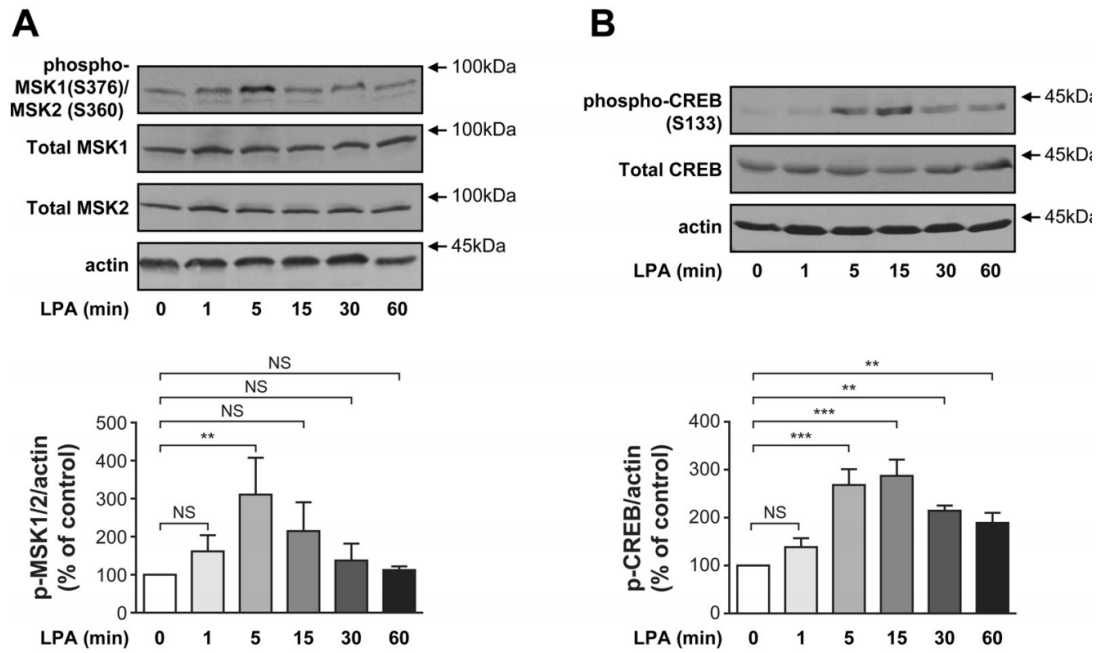 A
phospho-
MSK1(S376)/
MSK2 (S360)
100kDa
Total MSK1
100kDa
Total MSK2
100kDa
actin
45kDa
LPA (min) 0 1 5 15 30 60
NS
NS
NS
**
NS
p-MSK1/2/actin
(% of control)
500
400
300
200
100
0
LPA (min) 0 1 5 15 30 60
B
phospho-CREB
(S133)
45kDa
Total CREB
45kDa
actin
45kDa
LPA (min) 0 1 5 15 30 60
**
**
***
***
NS
p-CREB/actin
(% of control)
400
300
200
100
0
LPA (min) 0 1 5 15 30 60